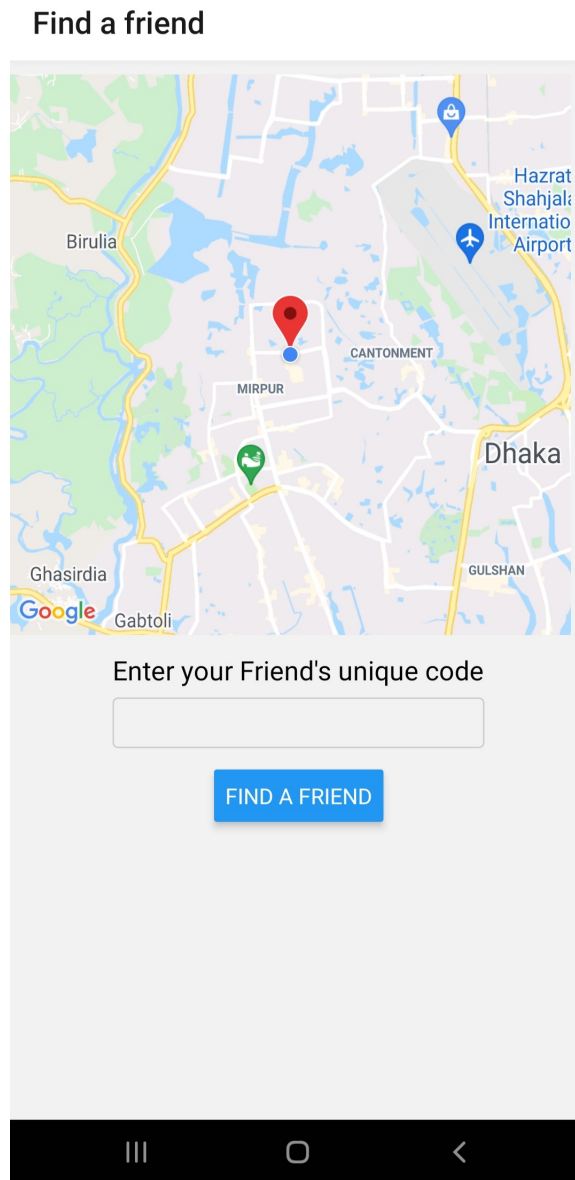 Find a friend
Hazrat
Shahjala
Internatio
Airport
Birulia
CANTONMENT
MIRPUR
Dhaka
Ghasirdia
GULSHAN
Google
Gabtoli
Enter your Friend's unique code
FIND A FRIEND